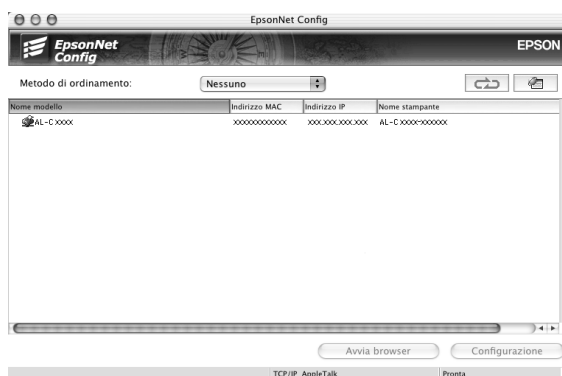 EpsonNet Config
EpsonNet
Config
EPSON
Metodo di ordinamento:
Nessuno
Nome modello Indirizzo MAC Indirizzo IP Nome stampante
AL-C XXXX XXXXXXXXXXXX XXX.XXX.XXX.XXX AL-C XXXX-XXXXXX
Avvia browser Configurazione
TCP/IP AppleTalk Pronta